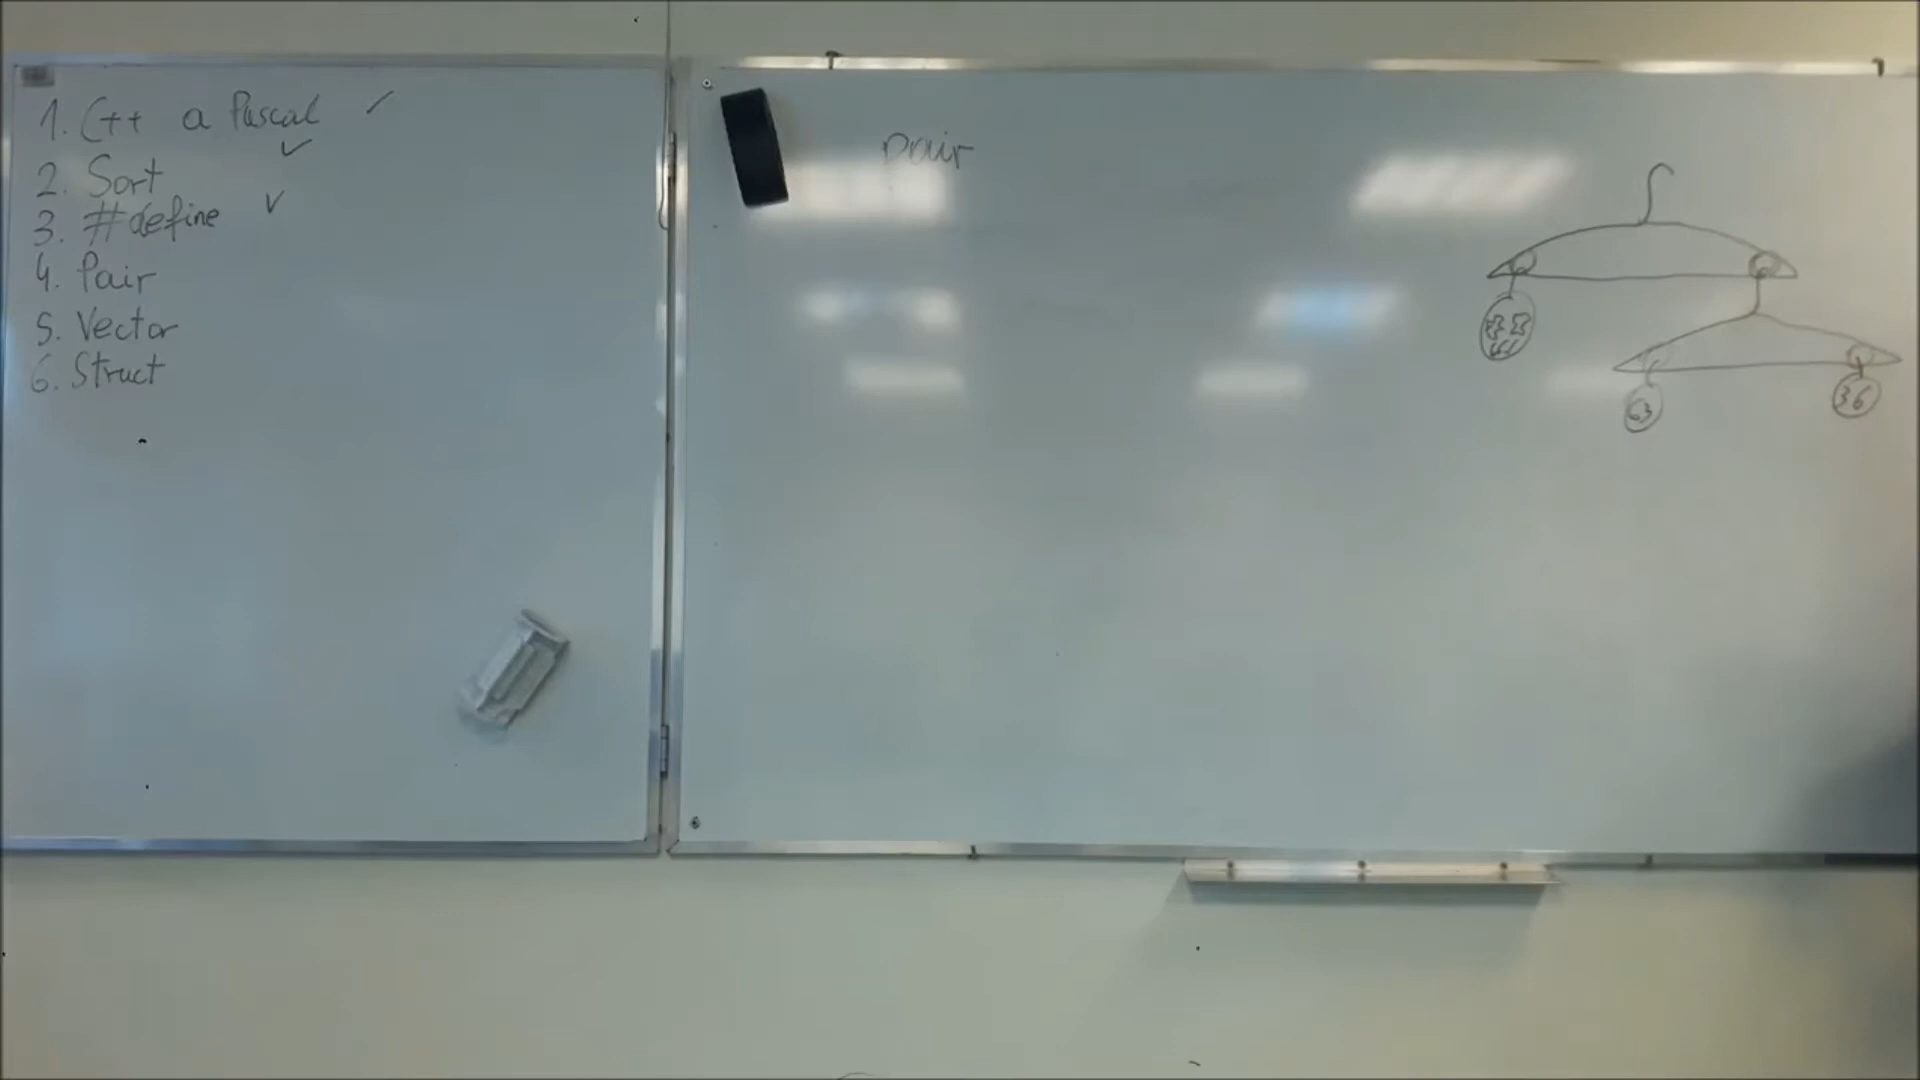 1. C++ a Pascal ✓
2. Sort ✓
3. #define ✓
4. Pair
5. Vector
6. Struct
pair
63
36